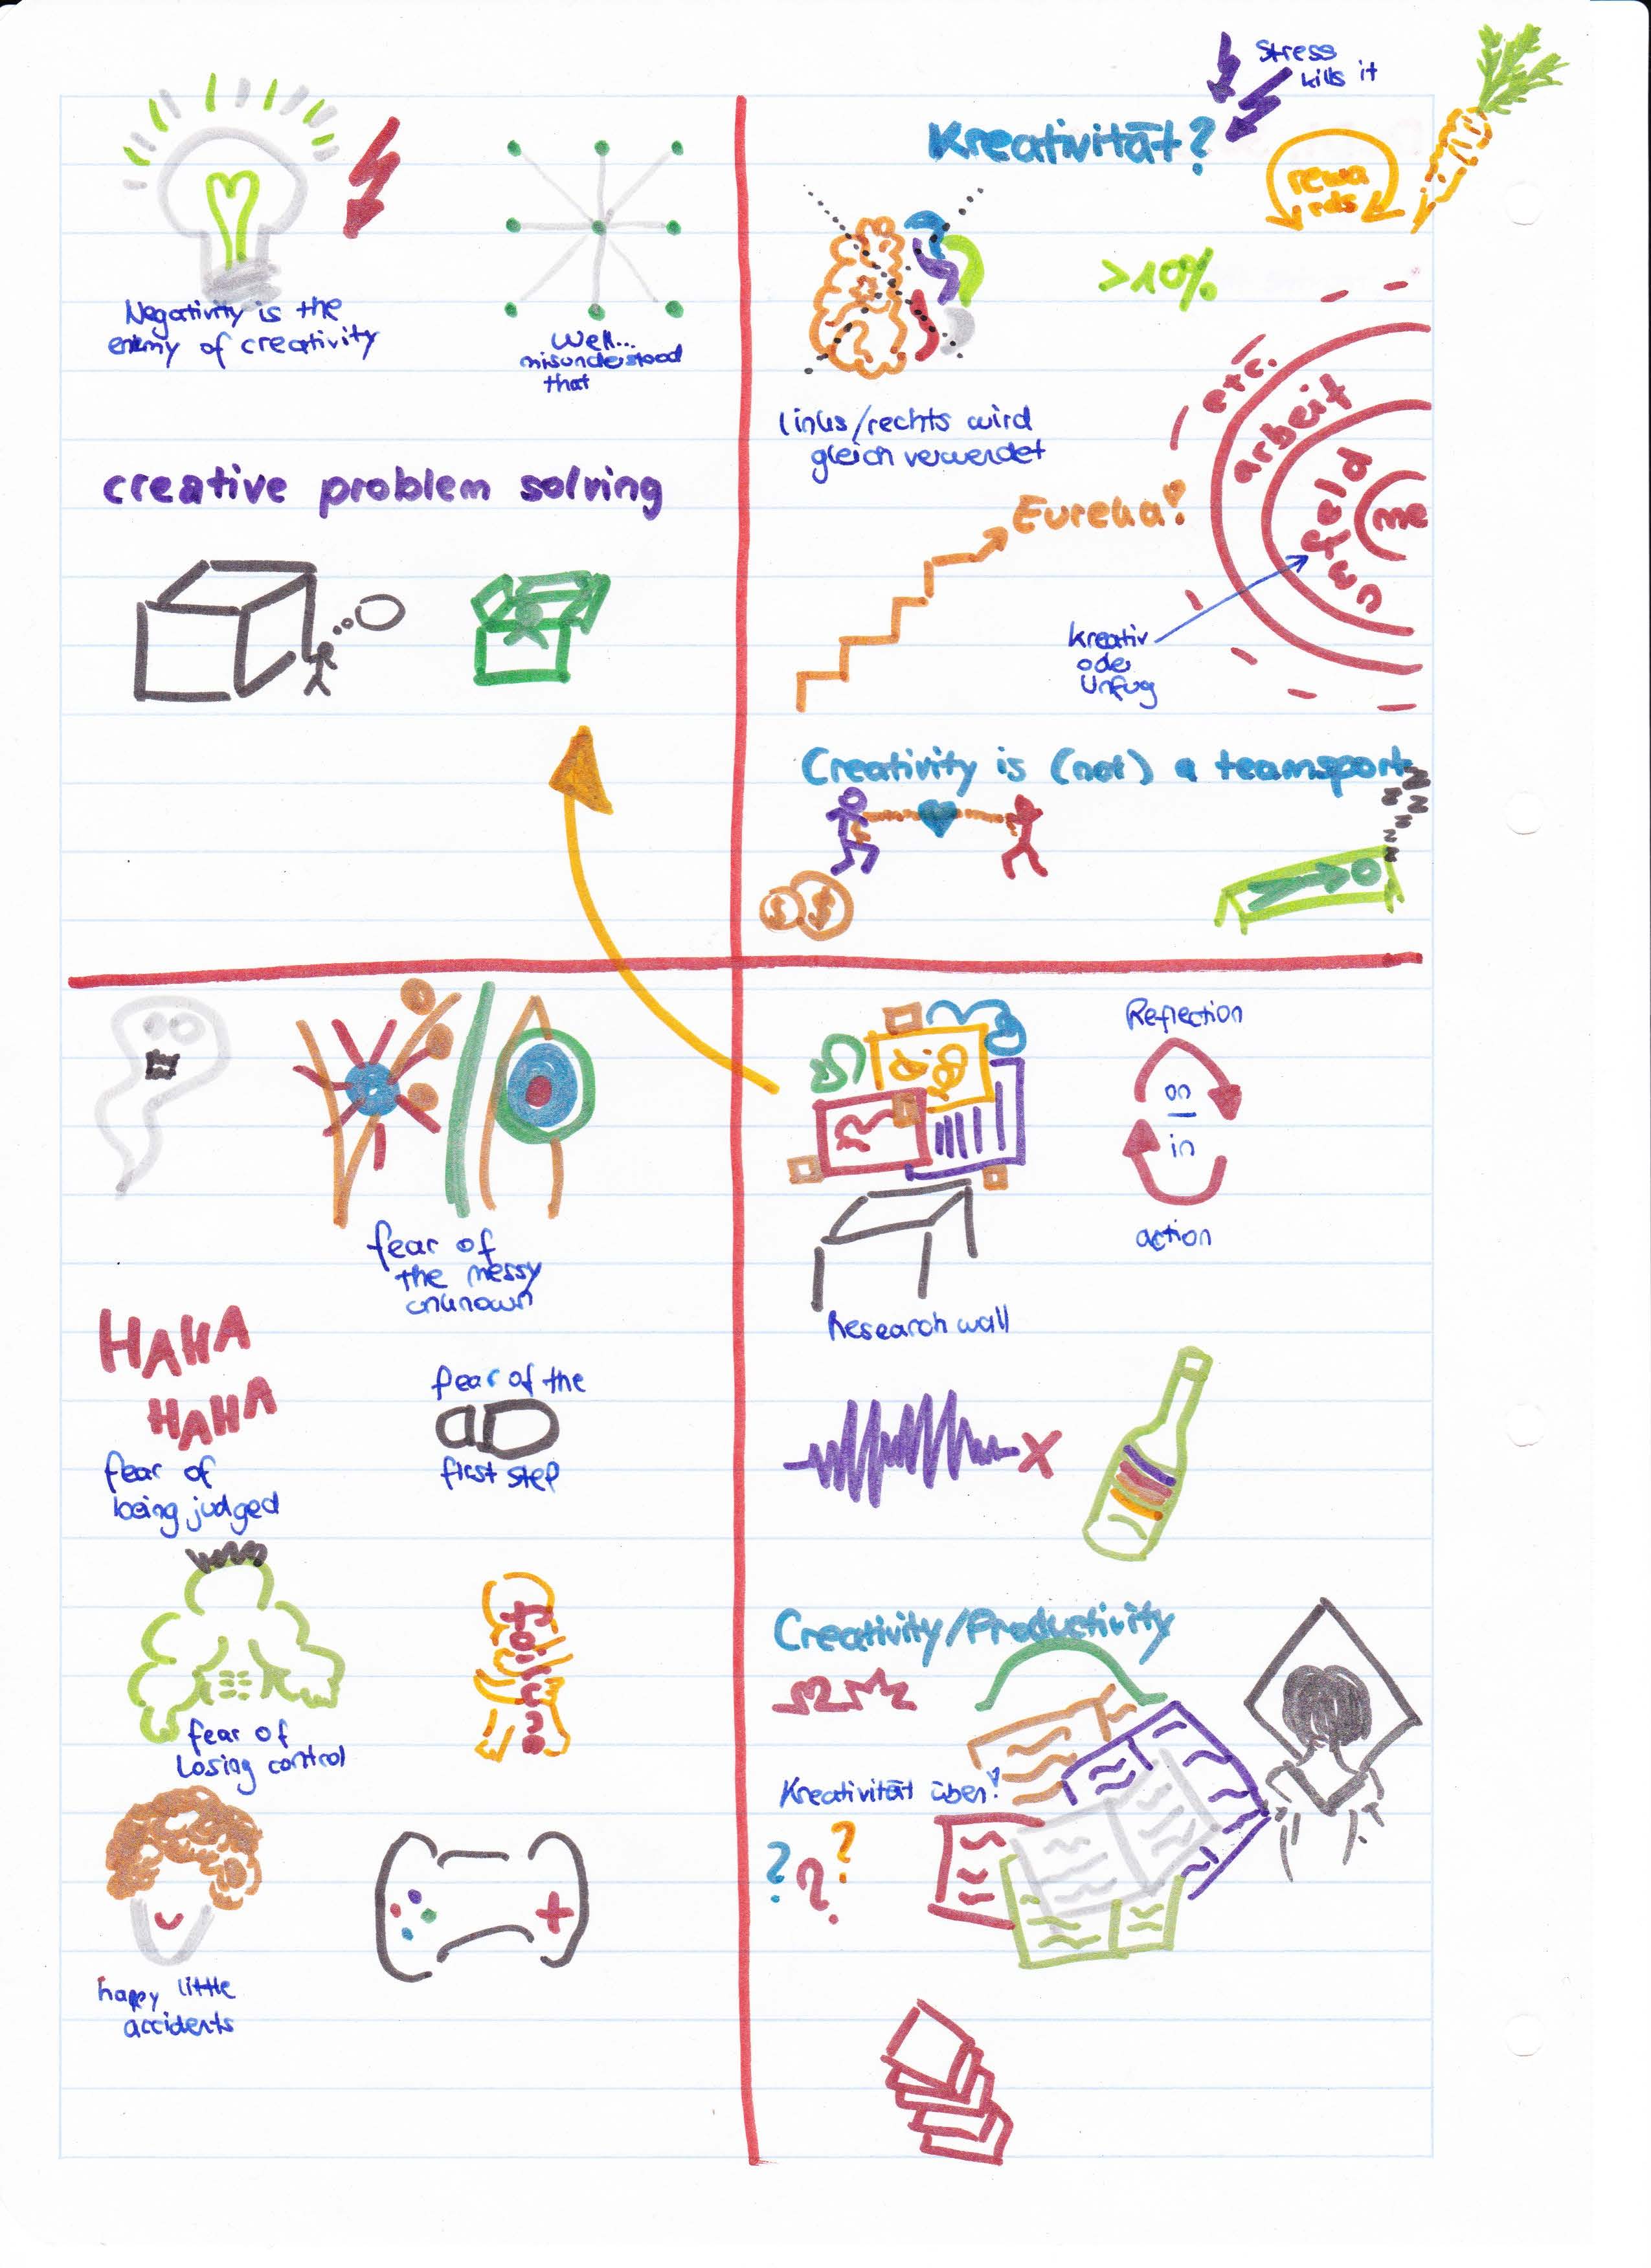 Negativity is the
enemy of creativity
Well...
misunderstood
that
creative problem solving
Stress
kills it
Kreativität?
rewa
rds
>10%
links/rechts wird
gleich verwendet
etc.
arbeit
umfeld
me
Eureka!
kreativ
oder
Unfug
Creativity is (not) a teamsport
$ $
z z z z z
fear of
the messy
unknown
HAHA
HAHA
fear of
being judged
fear of the
first step
fear of
Losing control
happy little
accidents
Reflection
on
in
action
Research wall
X
Creativity/Productivity
Kreativität üben!
? ? ?